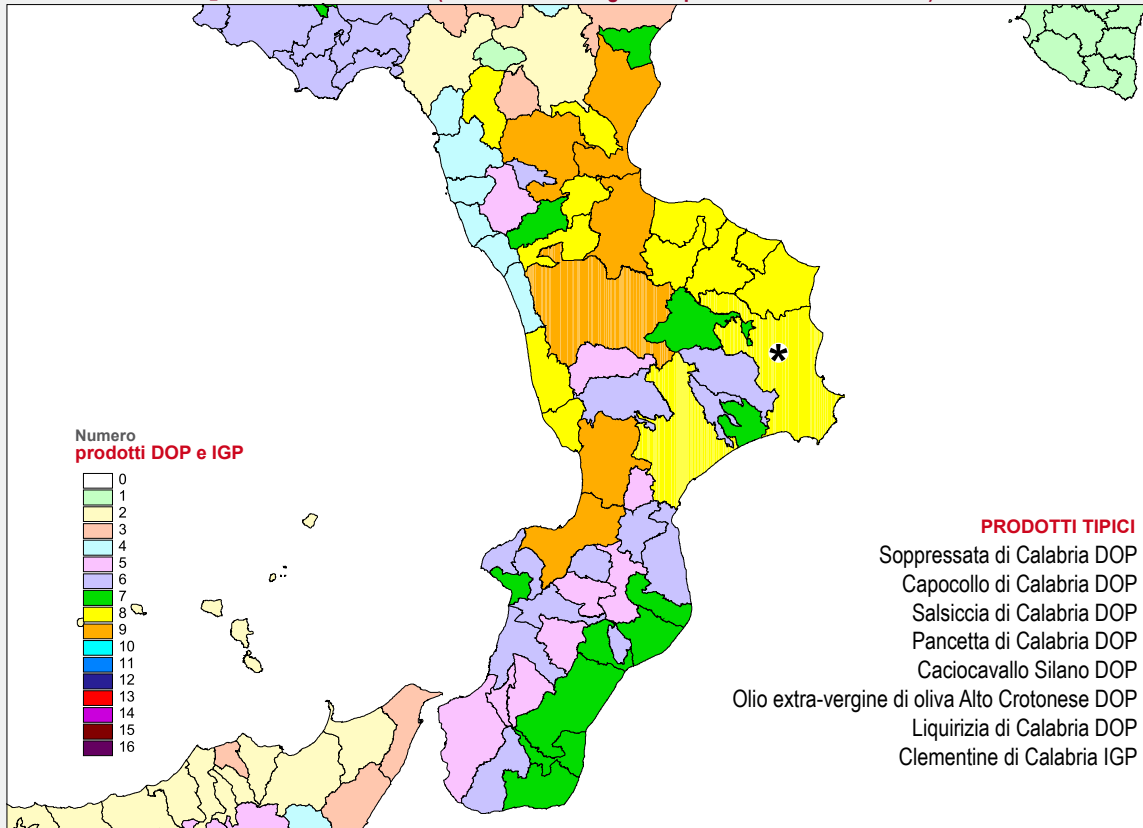 Numero
prodotti DOP e IGP
0
1
2
3
4
5
6
7
8
9
10
11
12
13
14
15
16
*
PRODOTTI TIPICI
Soppressata di Calabria DOP
Capocollo di Calabria DOP
Salsiccia di Calabria DOP
Pancetta di Calabria DOP
Caciocavallo Silano DOP
Olio extra-vergine di oliva Alto Crotonese DOP
Liquirizia di Calabria DOP
Clementine di Calabria IGP